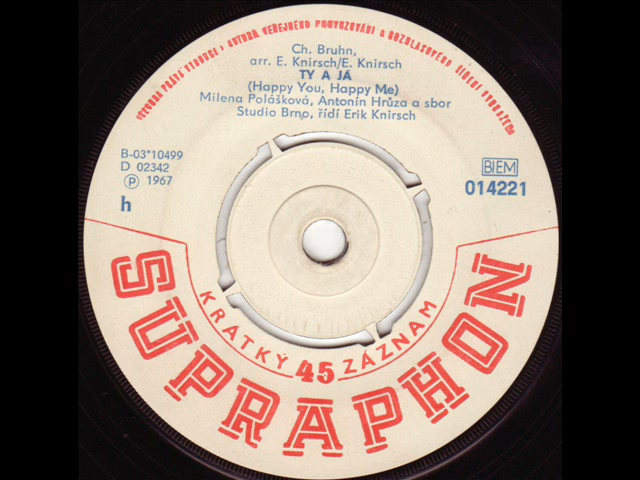 Ch. Bruhn,
arr. E. Knirsch/E. Knirsch
TY A JÁ
(Happy You, Happy Me)
Milena Polášková, Antonín Hrůza a sbor
Studio Brno, řídí Erik Knirsch
B-03*10499
D 02342
Ⓟ 1967
h
BIEM
014221
KRÁTKÝ 45 ZÁZNAM
SUPRAPHON